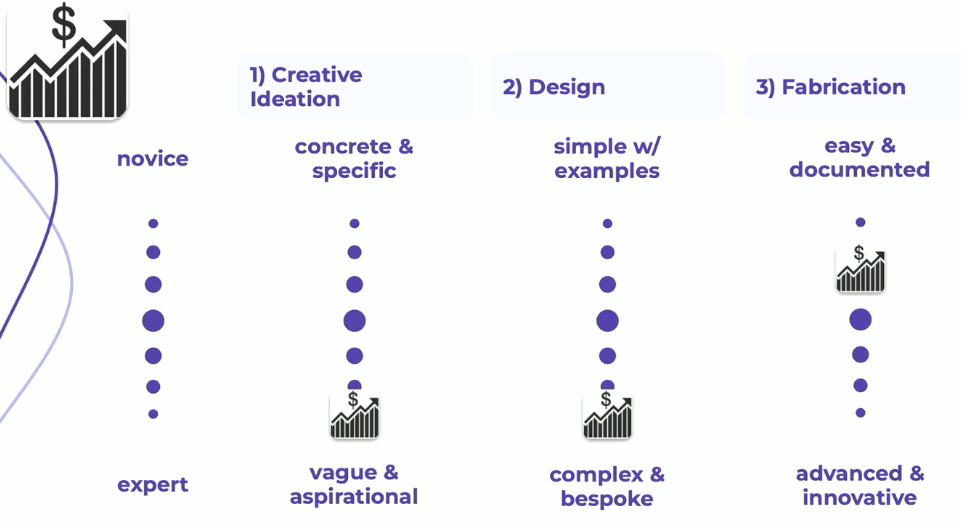 $
1) Creative
Ideation
2) Design
3) Fabrication
novice
concrete &
specific
simple w/
examples
easy &
documented
$
$
$
expert
vague &
aspirational
complex &
bespoke
advanced &
innovative